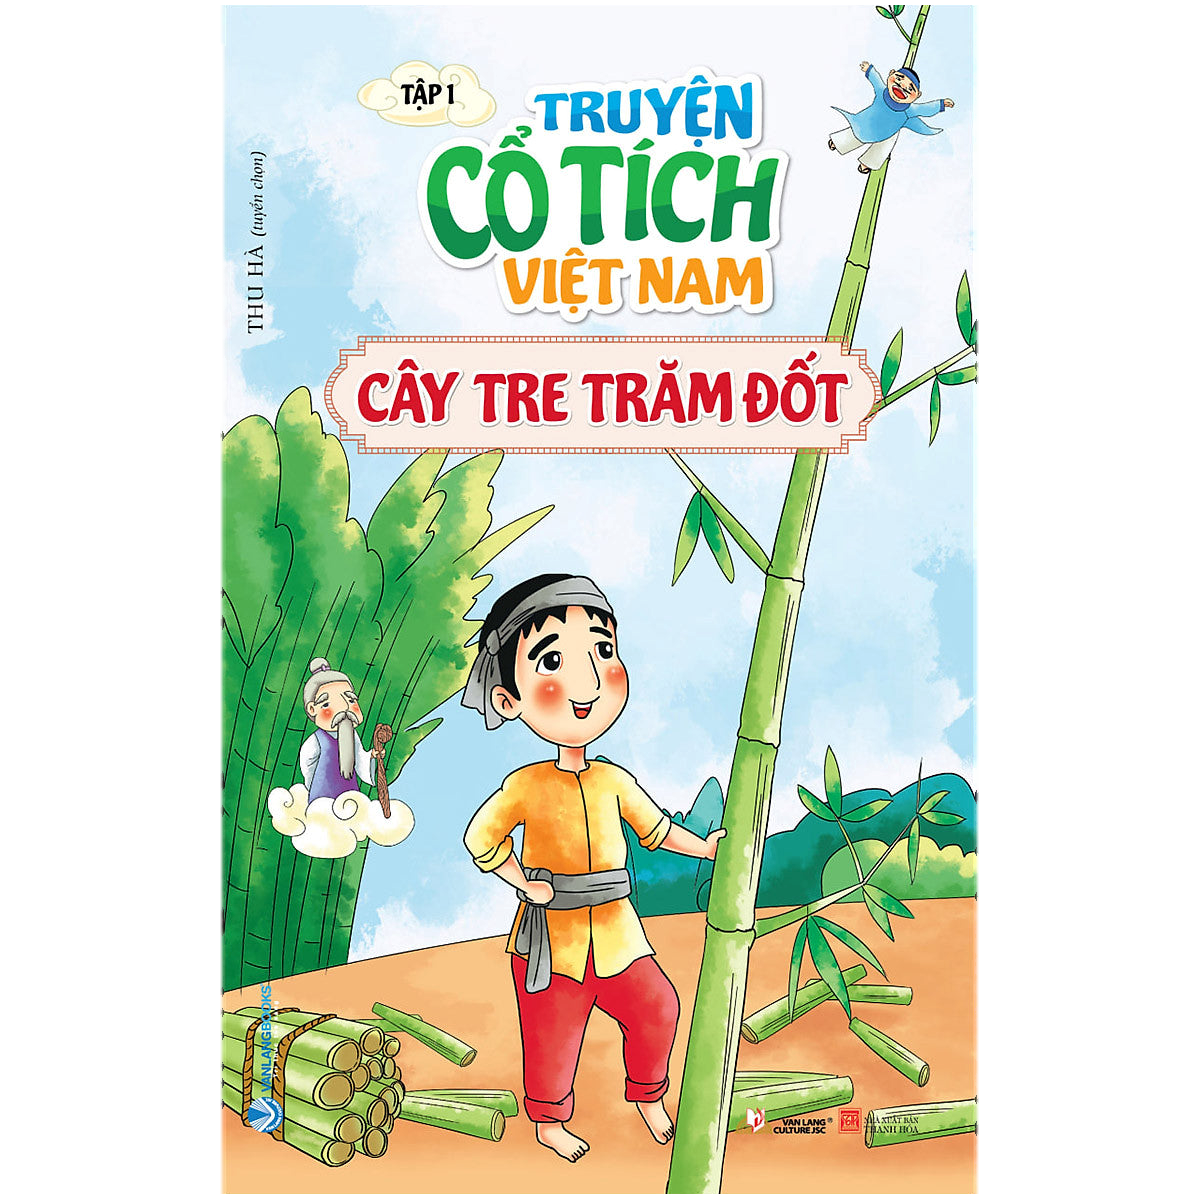 TẬP 1
TRUYỆN
CỔ TÍCH
VIỆT NAM
THU HÀ (tuyển chọn)
CÂY TRE TRĂM ĐỐT
VANLANGBOOKS
VAN LANG®
CULTURE JSC
NHÀ XUẤT BẢN
THANH HÓA